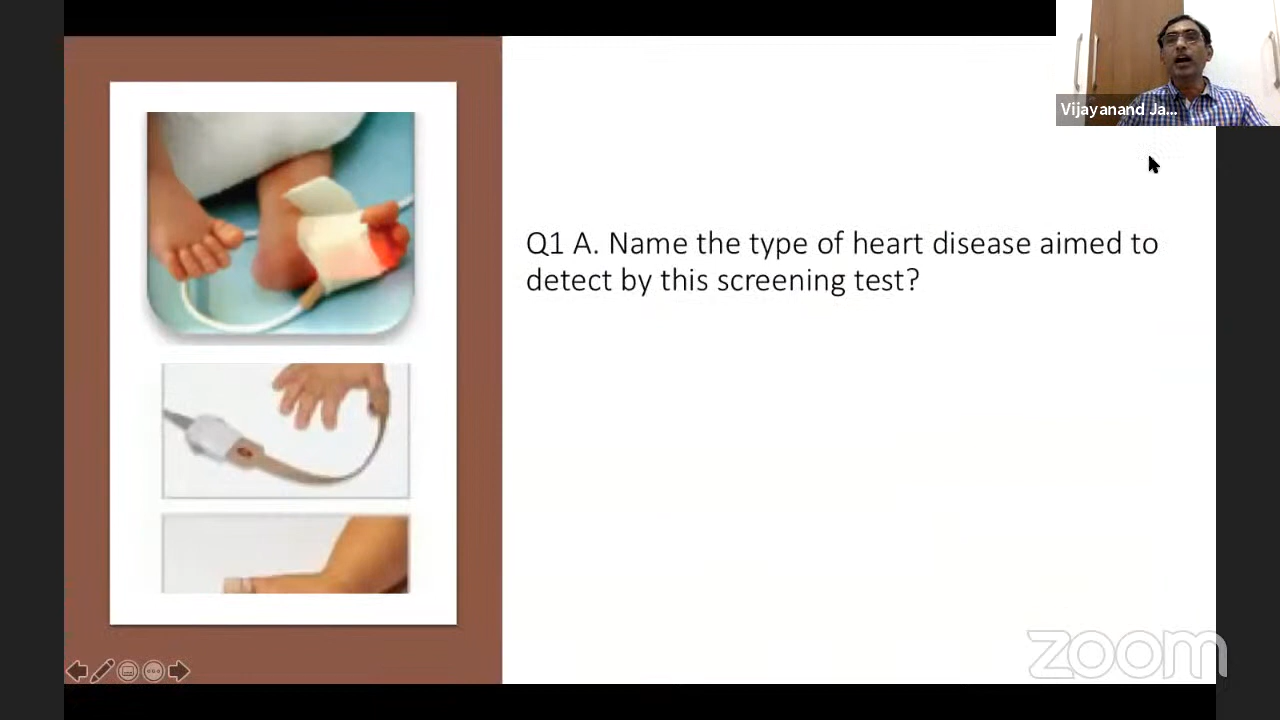 Vijayanand Ja...
Q1 A. Name the type of heart disease aimed to
detect by this screening test?
zoom